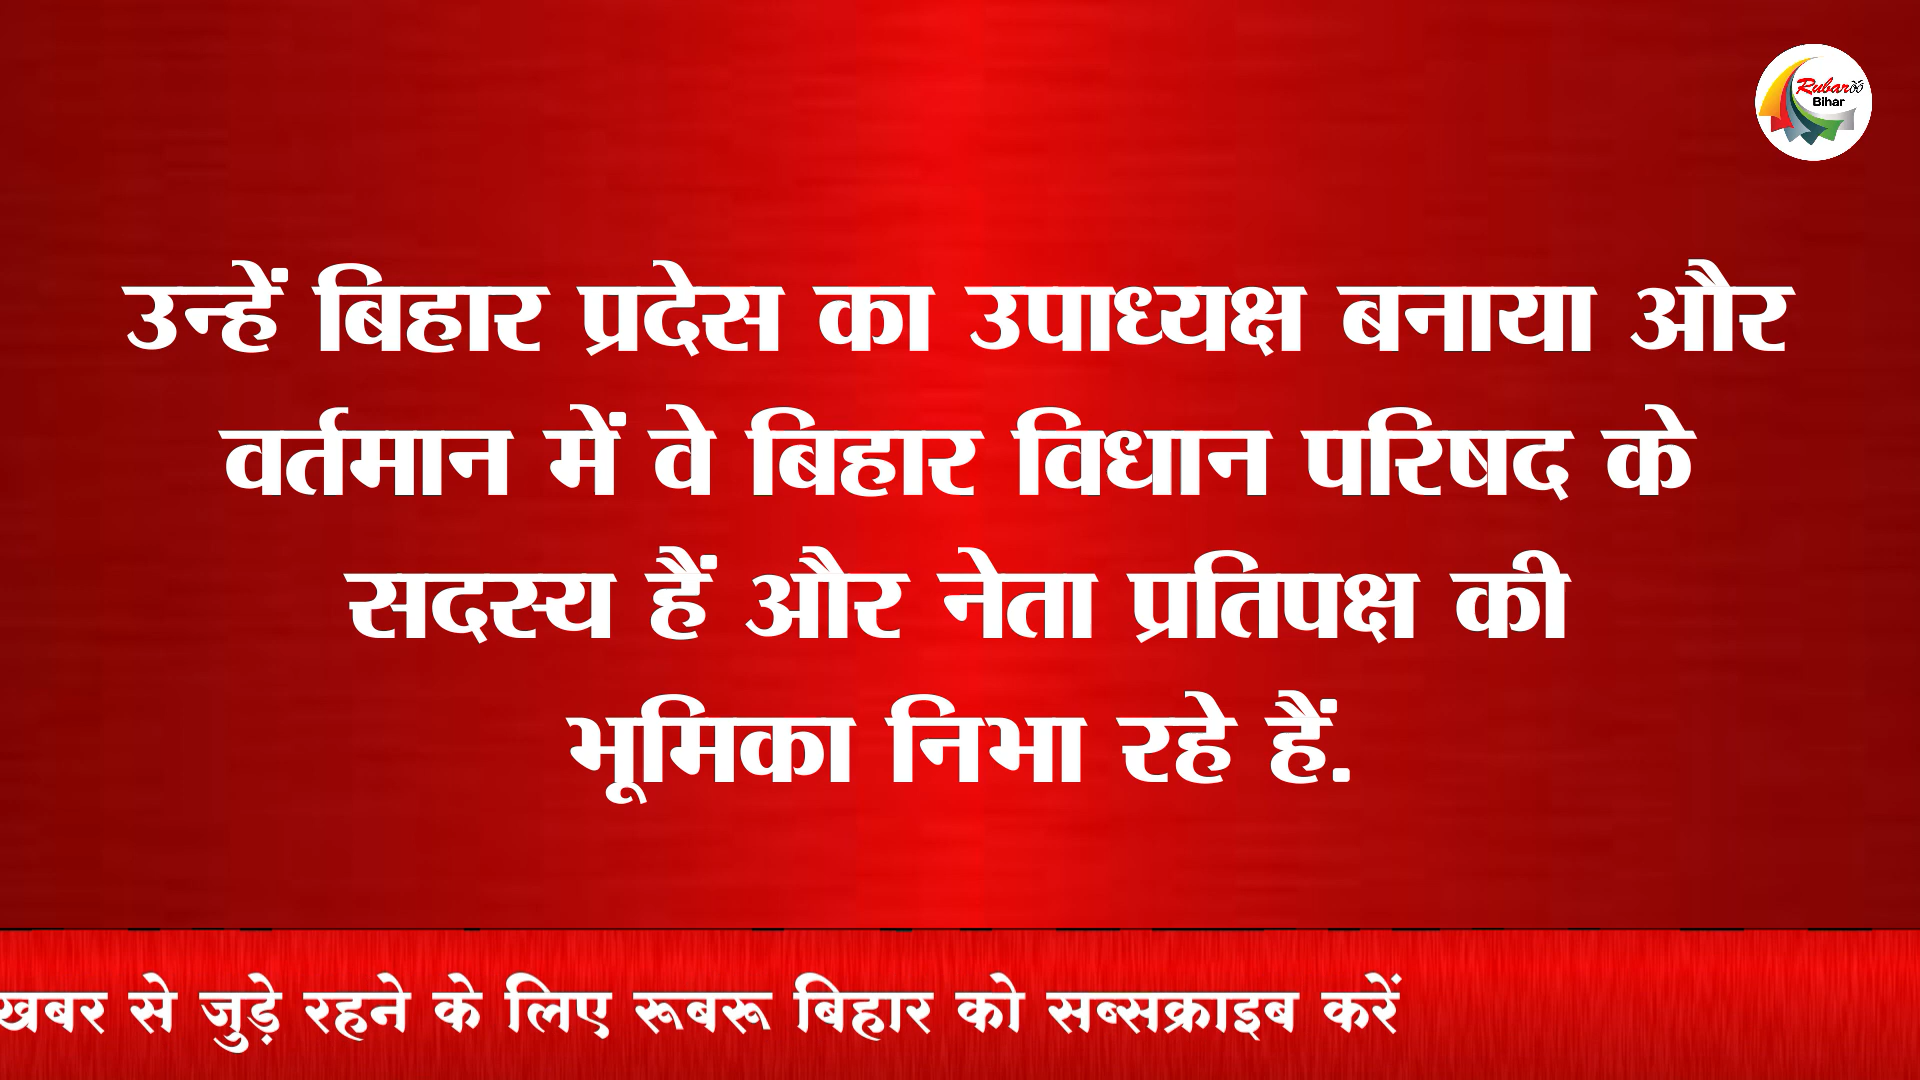 Rubaroo
Bihar
उन्हें बिहार प्रदेस का उपाध्यक्ष बनाया और
वर्तमान में वे बिहार विधान परिषद के
सदस्य हैं और नेता प्रतिपक्ष की
भूमिका निभा रहे हैं.
खबर से जुड़े रहने के लिए रूबरू बिहार को सब्सक्राइब करें